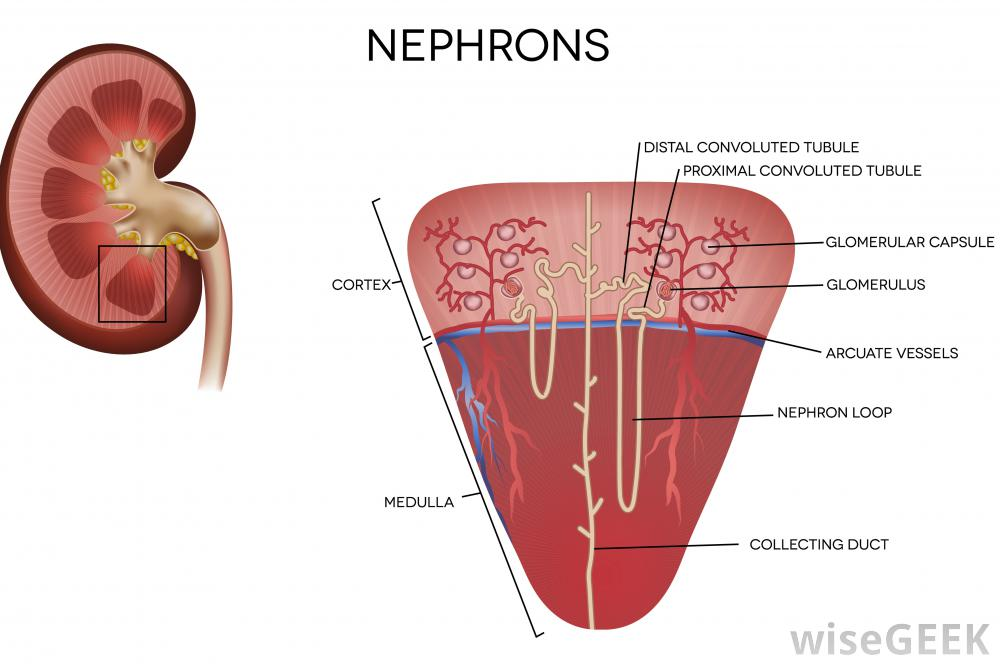 NEPHRONS
DISTAL CONVOLUTED TUBULE
PROXIMAL CONVOLUTED TUBULE
GLOMERULAR CAPSULE
CORTEX
GLOMERULUS
ARCUATE VESSELS
NEPHRON LOOP
MEDULLA
COLLECTING DUCT
wiseGEEK